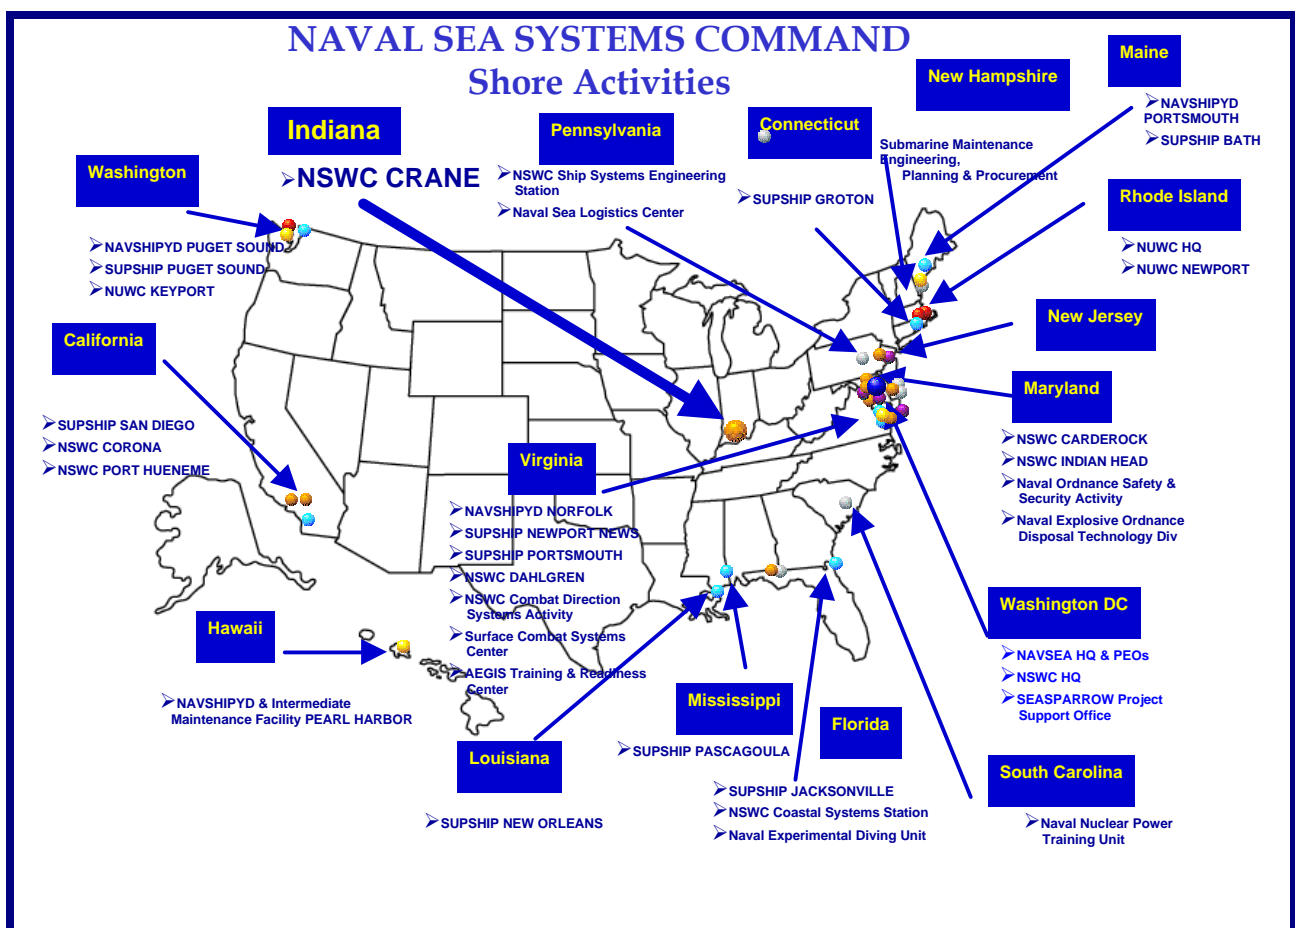 NAVAL SEA SYSTEMS COMMAND
Shore Activities
Maine
NAVSHIPYD
PORTSMOUTH
SUPSHIP BATH
New Hampshire
Submarine Maintenance
Engineering,
Planning & Procurement
Connecticut
SUPSHIP GROTON
Pennsylvania
NSWC Ship Systems Engineering
Station
Naval Sea Logistics Center
Indiana
NSWC CRANE
Washington
NAVSHIPYD PUGET SOUND
SUPSHIP PUGET SOUND
NUWC KEYPORT
Rhode Island
NUWC HQ
NUWC NEWPORT
New Jersey
California
SUPSHIP SAN DIEGO
NSWC CORONA
NSWC PORT HUENEME
Maryland
NSWC CARDEROCK
NSWC INDIAN HEAD
Naval Ordnance Safety &
Security Activity
Naval Explosive Ordnance
Disposal Technology Div
Virginia
NAVSHIPYD NORFOLK
SUPSHIP NEWPORT NEWS
SUPSHIP PORTSMOUTH
NSWC DAHLGREN
NSWC Combat Direction
Systems Activity
Surface Combat Systems
Center
AEGIS Training & Readiness
Center
Washington DC
NAVSEA HQ & PEOs
NSWC HQ
SEASPARROW Project
Support Office
Hawaii
NAVSHIPYD & Intermediate
Maintenance Facility PEARL HARBOR
Mississippi
SUPSHIP PASCAGOULA
Florida
SUPSHIP JACKSONVILLE
NSWC Coastal Systems Station
Naval Experimental Diving Unit
Louisiana
SUPSHIP NEW ORLEANS
South Carolina
Naval Nuclear Power
Training Unit